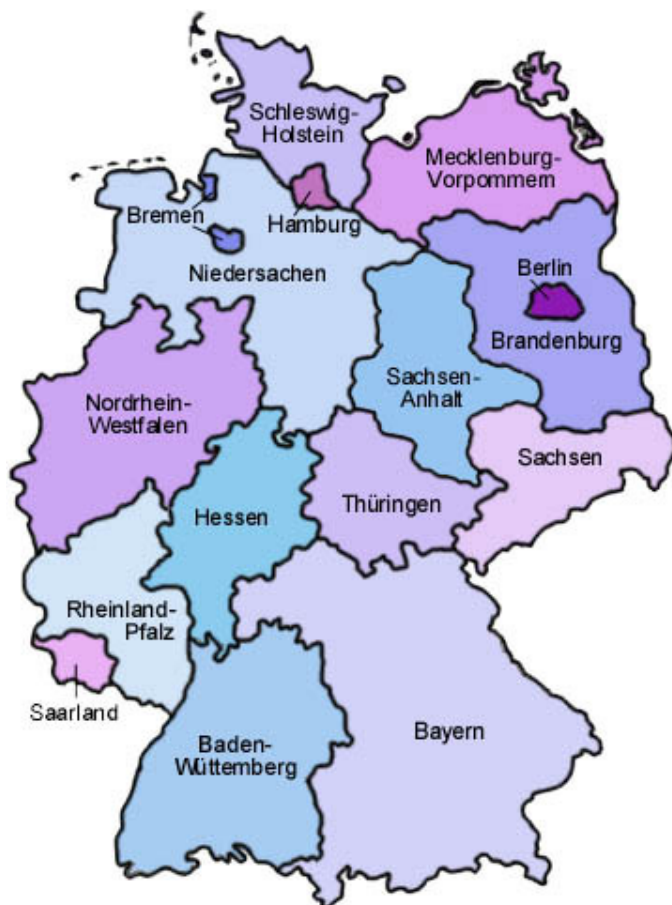 Schleswig-
Holstein
Mecklenburg-
Vorpommern
Bremen
Hamburg
Niedersachen
Berlin
Brandenburg
Sachsen-
Anhalt
Nordrhein-
Westfalen
Sachsen
Thüringen
Hessen
Rheinland-
Pfalz
Saarland
Baden-
Wüttemberg
Bayern